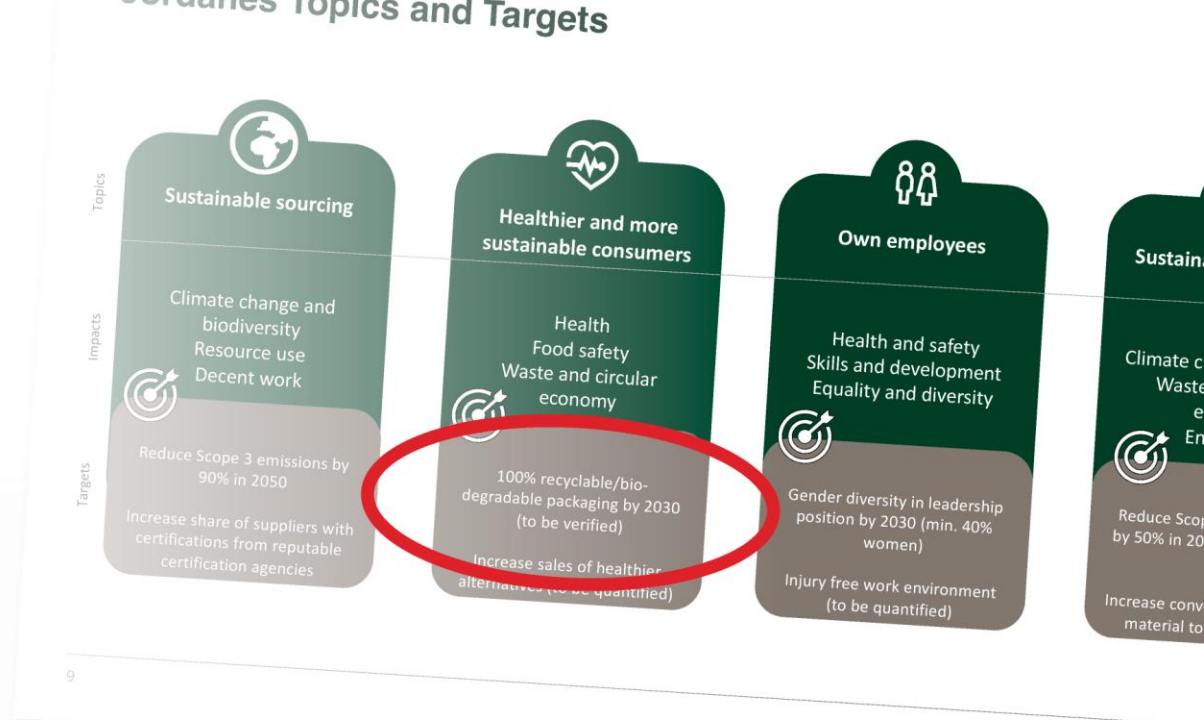 Topics and Targets
Topics
Sustainable sourcing
Healthier and more
sustainable consumers
Own employees
Impacts
Climate change and
biodiversity
Resource use
Decent work
Health
Food safety
Waste and circular
economy
Health and safety
Skills and development
Equality and diversity
Climate c
Waste
e
En
Targets
Reduce Scope 3 emissions by
90% in 2050
Increase share of suppliers with
certifications from reputable
certification agencies
100% recyclable/bio-
degradable packaging by 2030
(to be verified)
Increase sales of healthier
alternatives (to be quantified)
Gender diversity in leadership
position by 2030 (min. 40%
women)
Injury free work environment
(to be quantified)
Reduce Scop
by 50% in 20
Increase conv
material to
9